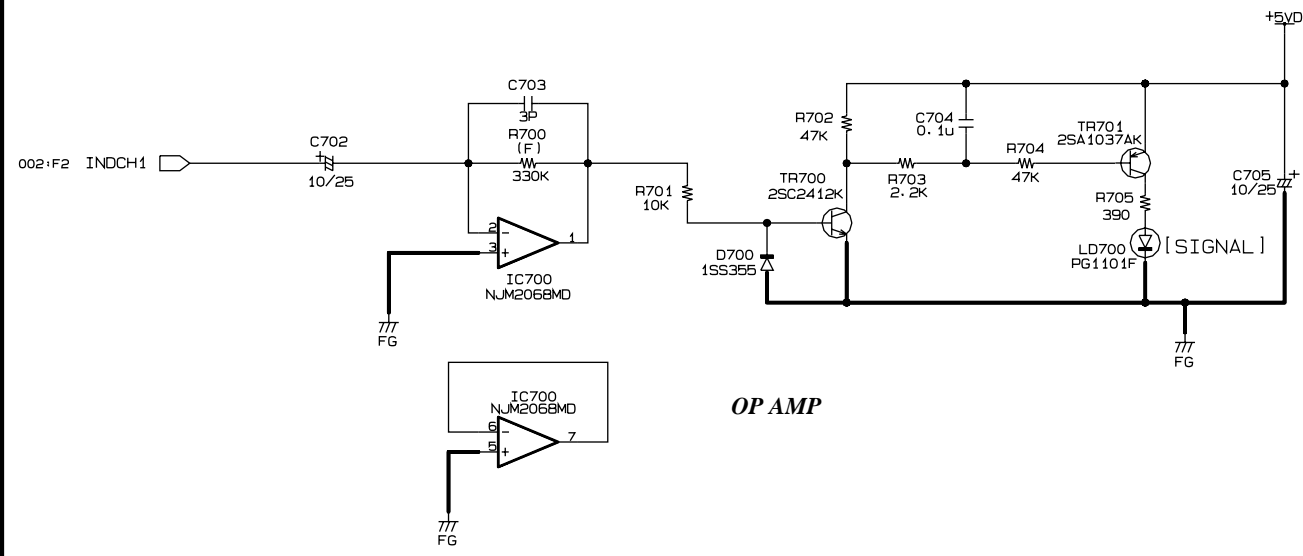 +5VD
C703
3P
R700
(F)
330K
C702
+
10/25
002:F2 INDCH1
R701
10K
2
-
3
+
1
IC700
NJM2068MD
FG
R702
47K
C704
0.1u
TR701
2SA1037AK
R704
47K
TR700
2SC2412K
R703
2.2K
C705
+
10/25
R705
390
D700
1SS355
LD700
PG1101F
[SIGNAL]
FG
IC700
NJM2068MD
6
-
5
+
7
FG
OP AMP